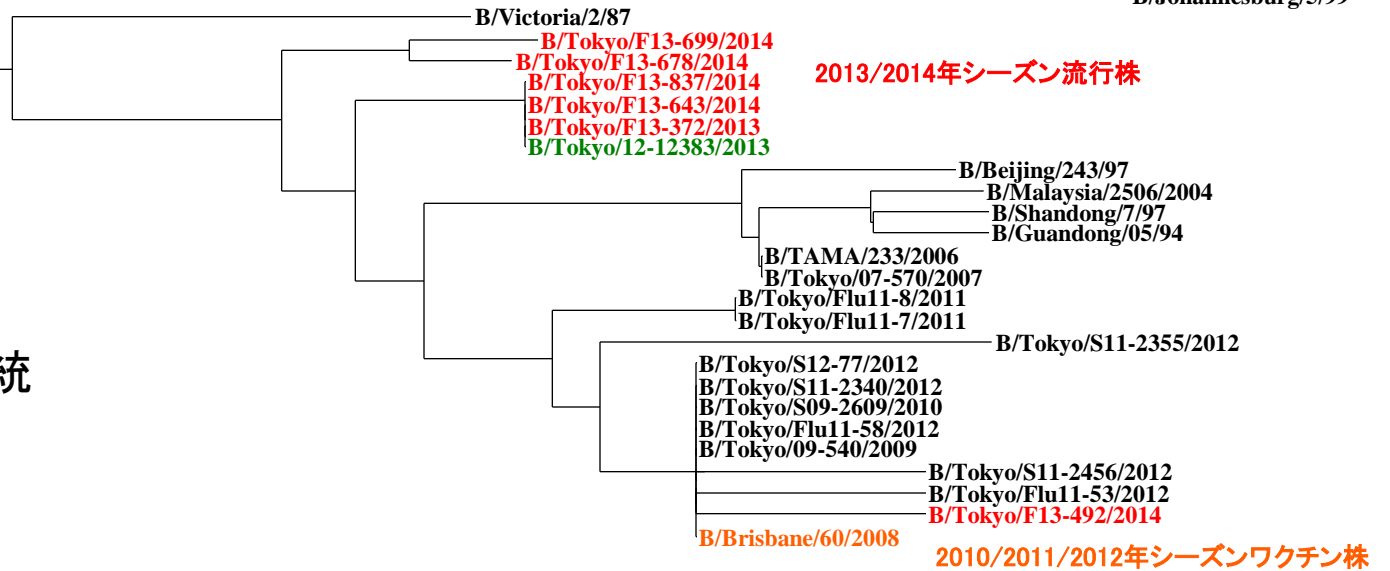 B/Victoria/2/87
B/Tokyo/F13-699/2014
B/Tokyo/F13-678/2014
2013/2014年シーズン流行株
B/Tokyo/F13-837/2014
B/Tokyo/F13-643/2014
B/Tokyo/F13-372/2013
B/Tokyo/12-12383/2013
B/Beijing/243/97
B/Malaysia/2506/2004
B/Shandong/7/97
B/Guandong/05/94
B/TAMA/233/2006
B/Tokyo/07-570/2007
B/Tokyo/Flu11-8/2011
B/Tokyo/Flu11-7/2011
B/Tokyo/S11-2355/2012
統
B/Tokyo/S12-77/2012
B/Tokyo/S11-2340/2012
B/Tokyo/S09-2609/2010
B/Tokyo/Flu11-58/2012
B/Tokyo/09-540/2009
B/Tokyo/S11-2456/2012
B/Tokyo/Flu11-53/2012
B/Tokyo/F13-492/2014
B/Brisbane/60/2008
2010/2011/2012年シーズンワクチン株